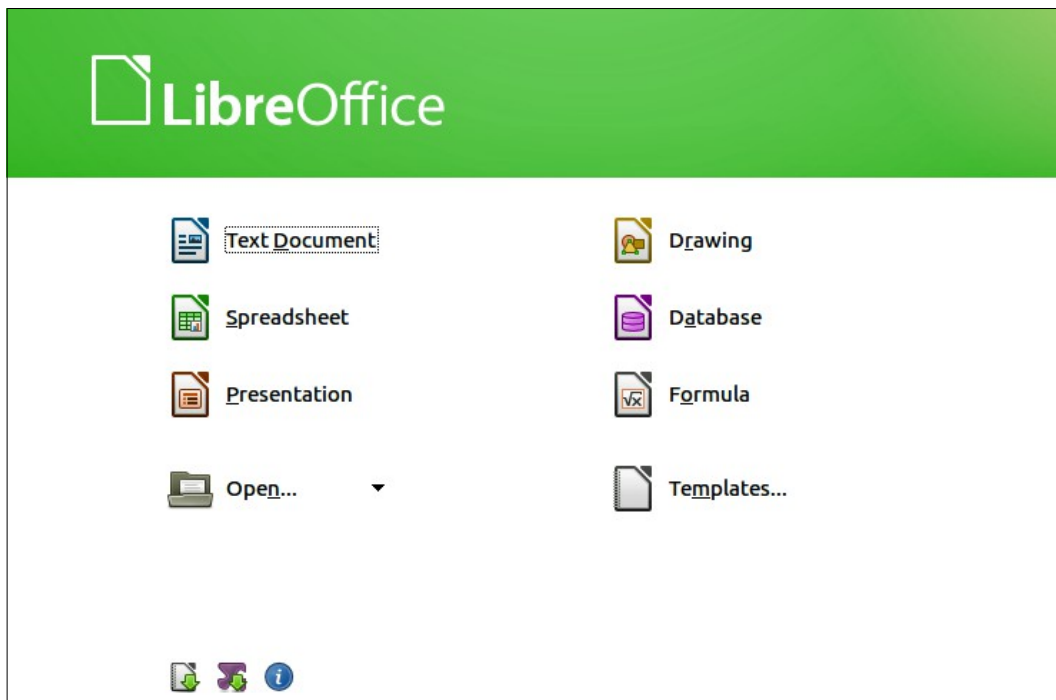 LibreOffice
Text Document
Drawing
Spreadsheet
Database
Presentation
Formula
Open...
Templates...